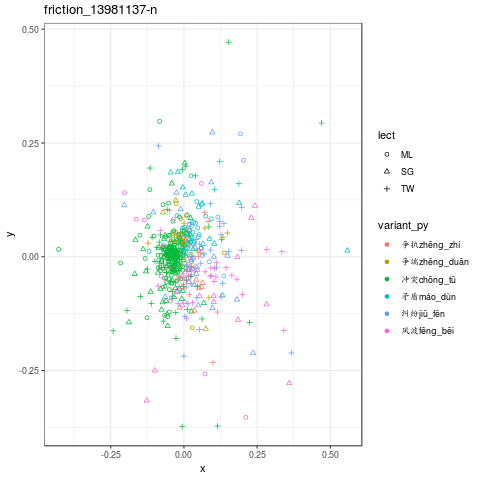 friction_13981137-n
0.50
0.25
0.00
-0.25
-0.25
0.00
0.25
0.50
x
y
lect
ML
SG
TW
variant_py
争执zhēng_zhí
争端zhēng_duān
冲突chōng_tū
矛盾máo_dùn
纠纷jiū_fēn
风波fēng_bēi